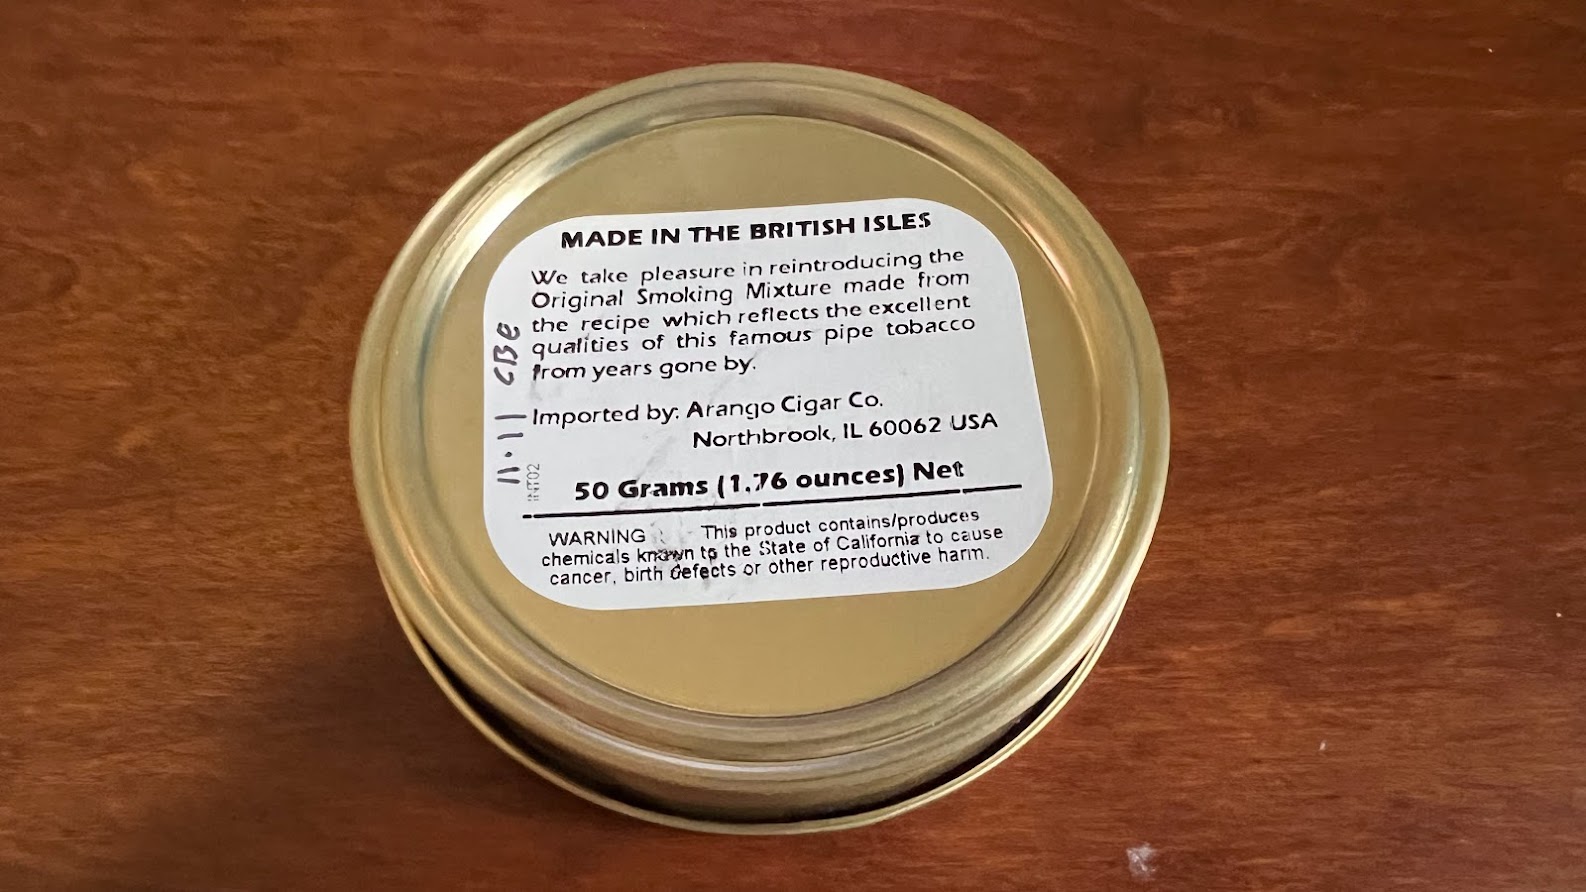 MADE IN THE BRITISH ISLES
We take pleasure in reintroducing the
Original Smoking Mixture made from
the recipe which reflects the excellent
qualities of this famous pipe tobacco
from years gone by.
Imported by: Arango Cigar Co.
Northbrook, IL 60062 USA
50 Grams (1.76 ounces) Net
WARNING This product contains/produces
chemicals known to the State of California to cause
cancer, birth defects or other reproductive harm.
11.11 CBE
INT02